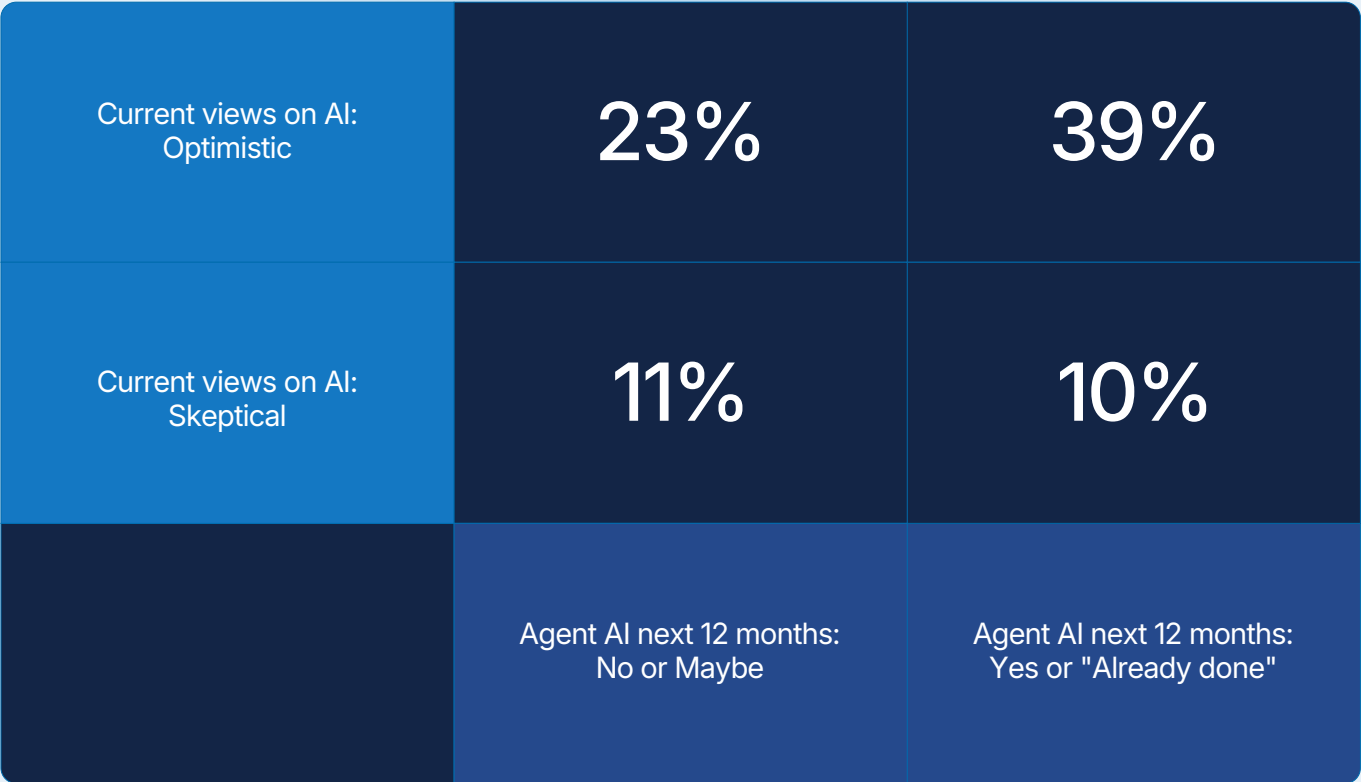 Current views on AI:
Optimistic
23%
39%
Current views on AI:
Skeptical
11%
10%
Agent AI next 12 months:
No or Maybe
Agent AI next 12 months:
Yes or "Already done"